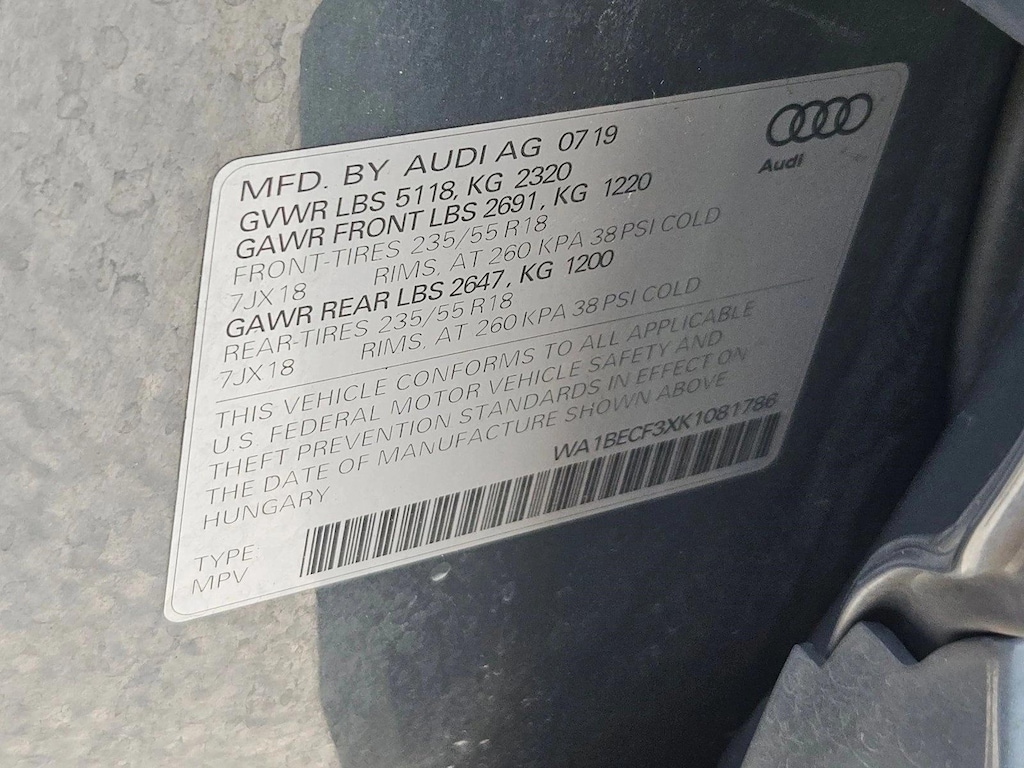 Audi
MFD. BY AUDI AG 0719
GVWR LBS 5118, KG 2320
GAWR FRONT LBS 2691, KG 1220
FRONT-TIRES 235/55 R18
7JX18 RIMS, AT 260 KPA 38 PSI COLD
GAWR REAR LBS 2647, KG 1200
REAR-TIRES 235/55 R18
7JX18 RIMS, AT 260 KPA 38 PSI COLD
THIS VEHICLE CONFORMS TO ALL APPLICABLE
U.S. FEDERAL MOTOR VEHICLE SAFETY AND
THEFT PREVENTION STANDARDS IN EFFECT ON
THE DATE OF MANUFACTURE SHOWN ABOVE
HUNGARY
WA1BECF3XK1081786
TYPE:
MPV